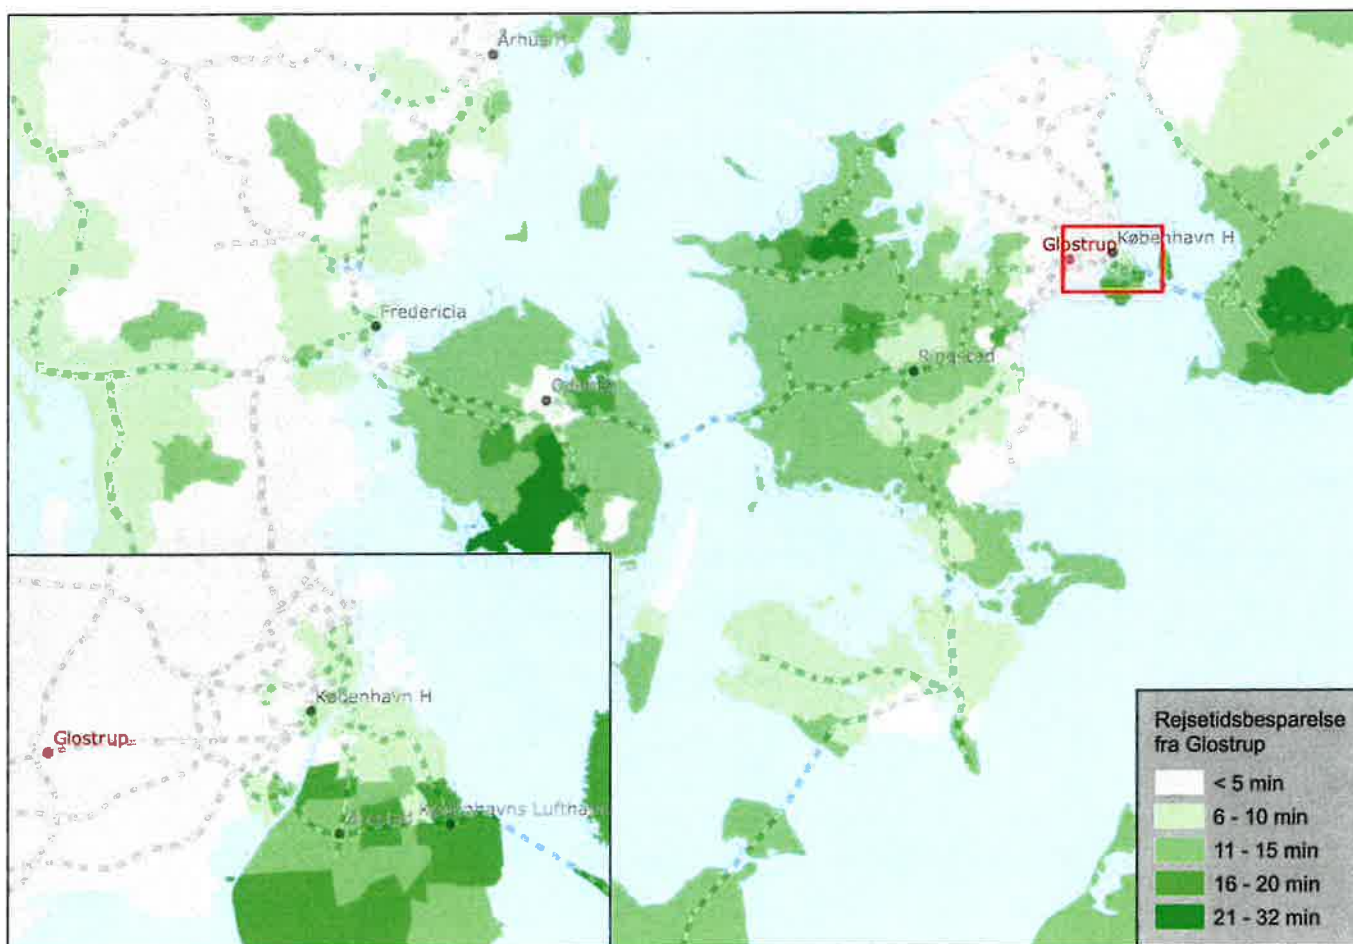 Århus H
København H
Glostrup
Fredericia
Ringsted
Odense
København H
Glostrup
Ørestad
Københavns Lufthavn
Rejsetidsbesparelse
fra Glostrup
< 5 min
6 - 10 min
11 - 15 min
16 - 20 min
21 - 32 min